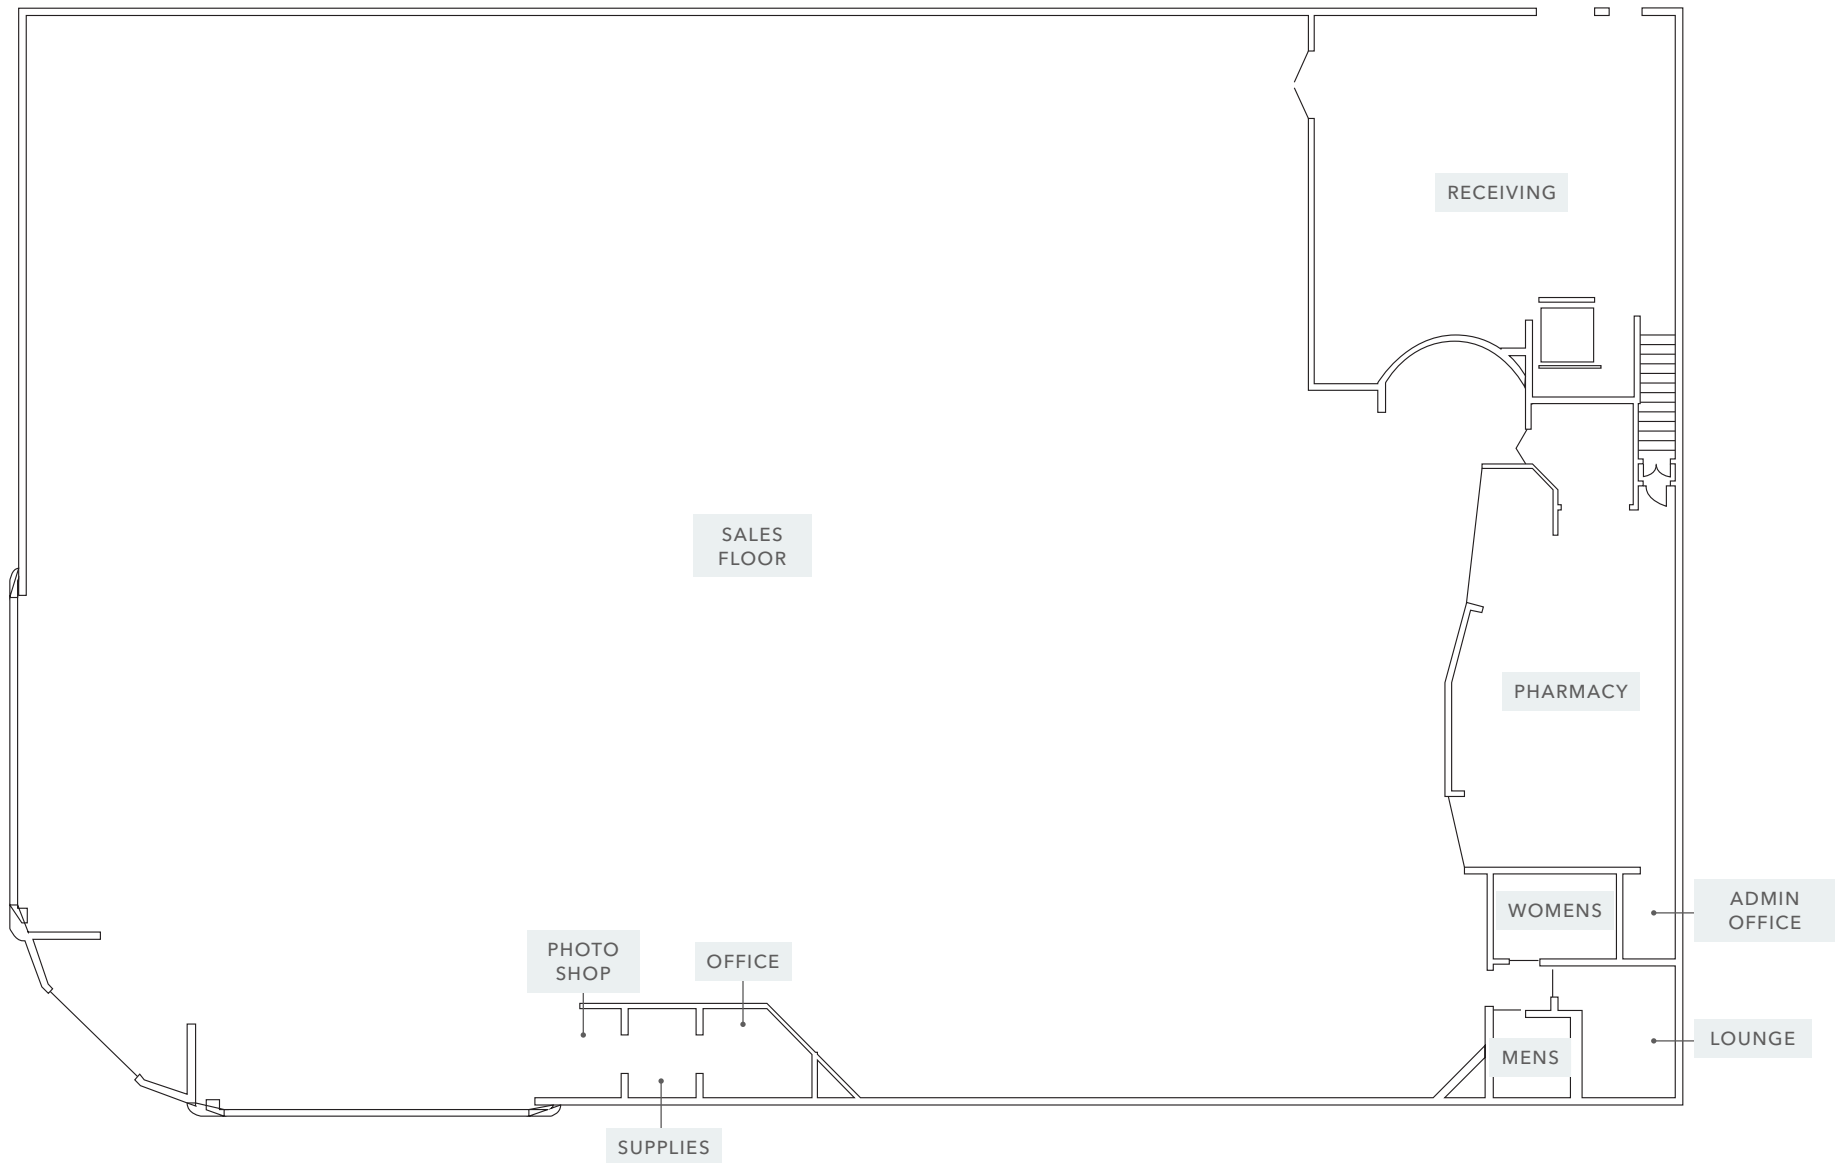 RECEIVING
SALES
FLOOR
PHARMACY
WOMENS
ADMIN
OFFICE
PHOTO
SHOP
OFFICE
LOUNGE
MENS
SUPPLIES